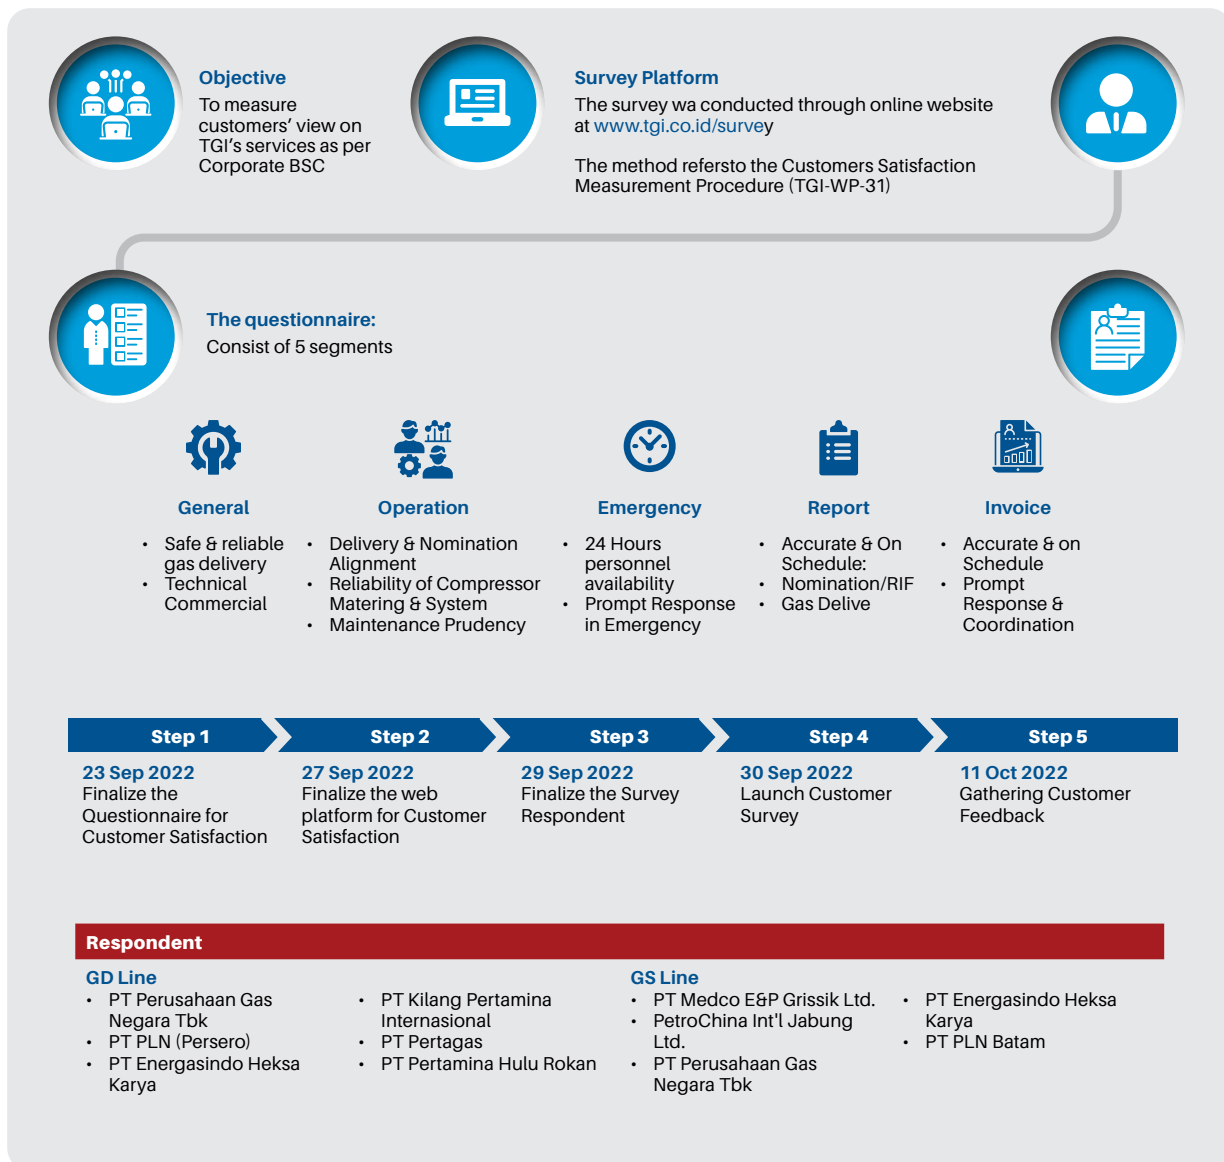 Objective
To measure
customers' view on
TGI's services as per
Corporate BSC
Survey Platform
The survey wa conducted through online website
at www.tgi.co.id/survey
The method refersto the Customers Satisfaction
Measurement Procedure (TGI-WP-31)
The questionnaire:
Consist of 5 segments
General
• Safe & reliable
gas delivery
• Technical
Commercial
Operation
• Delivery & Nomination
Alignment
• Reliability of Compressor
Matering & System
• Maintenance Prudency
Emergency
• 24 Hours
personnel
availability
• Prompt Response
in Emergency
Report
• Accurate & On
Schedule:
• Nomination/RIF
• Gas Delive
Invoice
• Accurate & on
Schedule
• Prompt
Response &
Coordination
Step 1
23 Sep 2022
Finalize the
Questionnaire for
Customer Satisfaction
Step 2
27 Sep 2022
Finalize the web
platform for Customer
Satisfaction
Step 3
29 Sep 2022
Finalize the Survey
Respondent
Step 4
30 Sep 2022
Launch Customer
Survey
Step 5
11 Oct 2022
Gathering Customer
Feedback
Respondent
GD Line
• PT Perusahaan Gas
Negara Tbk
• PT PLN (Persero)
• PT Energasindo Heksa
Karya
• PT Kilang Pertamina
Internasional
• PT Pertagas
• PT Pertamina Hulu Rokan
GS Line
• PT Medco E&P Grissik Ltd.
• PetroChina Int'l Jabung
Ltd.
• PT Perusahaan Gas
Negara Tbk
• PT Energasindo Heksa
Karya
• PT PLN Batam